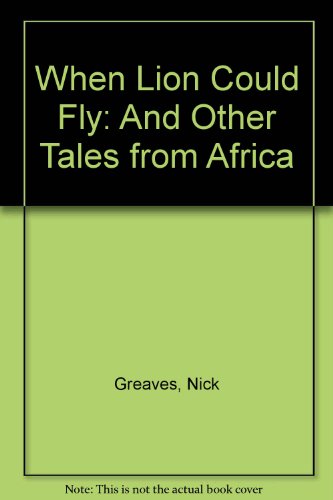 When Lion Could
Fly: And Other
Tales from Africa
Greaves, Nick
Note: This is not the actual book cover